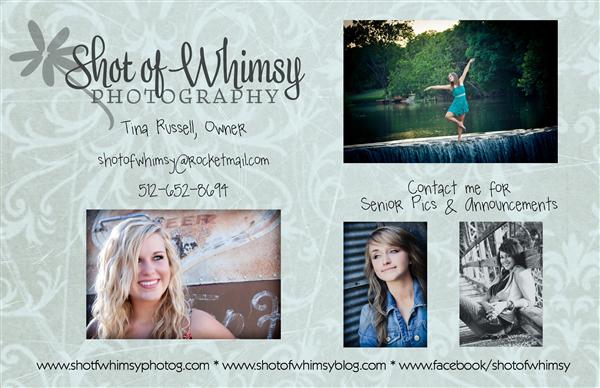 Shot of Whimsy
PHOTOGRAPHY
Tina Russell, Owner
shotofwhimsy@rocketmail.com
512-652-8694
Contact me for
Senior Pics & Announcements
www.shotfwhimsyphotog.com * www.shotofwhimsyblog.com * www.facebook/shotofwhimsy